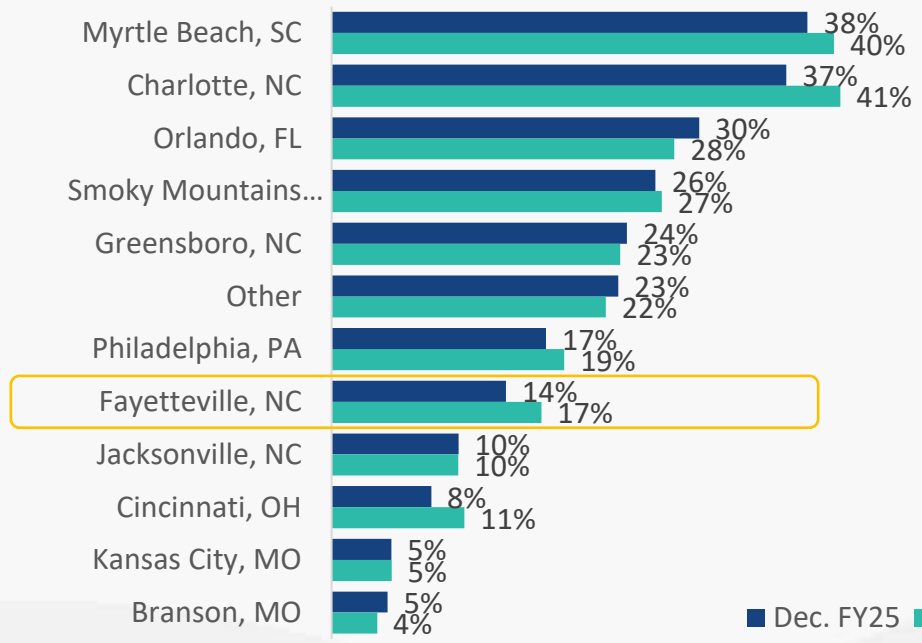 Myrtle Beach, SC 38%
40%
Charlotte, NC 37%
41%
Orlando, FL 30%
28%
Smoky Mountains... 26%
27%
Greensboro, NC 24%
23%
Other 23%
22%
Philadelphia, PA 17%
19%
Fayetteville, NC 14%
17%
Jacksonville, NC 10%
10%
Cincinnati, OH 8%
11%
Kansas City, MO 5%
5%
Branson, MO 5%
4%
Dec. FY25